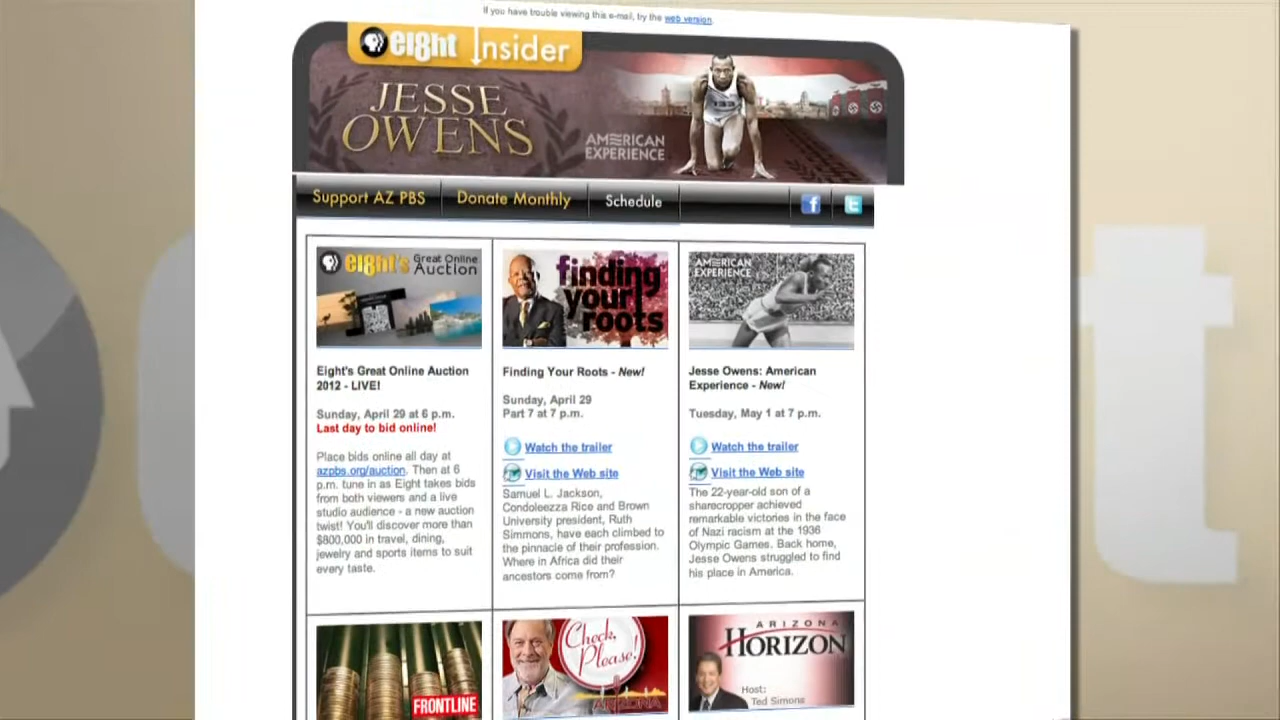 If you have trouble viewing this e-mail, try the web version.
ei8ht Insider
JESSE
OWENS
AMERICAN
EXPERIENCE
Support AZ PBS
Donate Monthly
Schedule
ei8ht's Great Online
Auction
Eight's Great Online Auction
2012 - LIVE!
Sunday, April 29 at 6 p.m.
Last day to bid online!
Place bids online all day at
azpbs.org/auction. Then at 6
p.m. tune in as Eight takes bids
from both viewers and a live
studio audience - a new auction
twist! You'll discover more than
$800,000 in travel, dining,
jewelry and sports items to suit
every taste.
finding
your
roots
Finding Your Roots - New!
Sunday, April 29
Part 7 at 7 p.m.
Watch the trailer
Visit the Web site
Samuel L. Jackson,
Condoleezza Rice and Brown
University president, Ruth
Simmons, have each climbed to
the pinnacle of their profession.
Where in Africa did their
ancestors come from?
AMERICAN
EXPERIENCE
Jesse Owens: American
Experience - New!
Tuesday, May 1 at 7 p.m.
Watch the trailer
Visit the Web site
The 22-year-old son of a
sharecropper achieved
remarkable victories in the face
of Nazi racism at the 1936
Olympic Games. Back home,
Jesse Owens struggled to find
his place in America.
FRONTLINE
Check,
Please!
ARIZONA
ARIZONA
HORIZON
Host:
Ted Simons